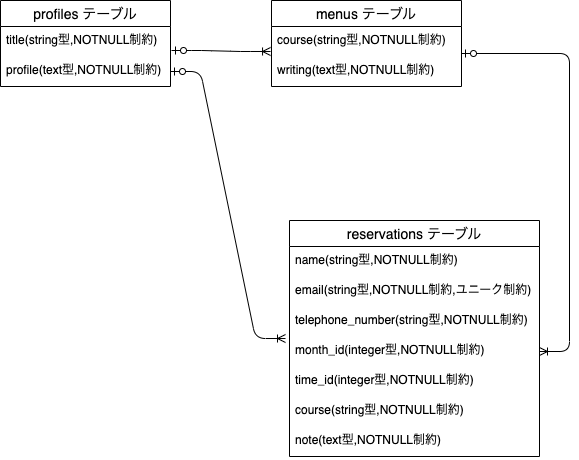 profiles テーブル
title(string型,NOTNULL制約)
profile(text型,NOTNULL制約)
menus テーブル
course(string型,NOTNULL制約)
writing(text型,NOTNULL制約)
reservations テーブル
name(string型,NOTNULL制約)
email(string型,NOTNULL制約,ユニーク制約)
telephone_number(string型,NOTNULL制約)
month_id(integer型,NOTNULL制約)
time_id(integer型,NOTNULL制約)
course(string型,NOTNULL制約)
note(text型,NOTNULL制約)